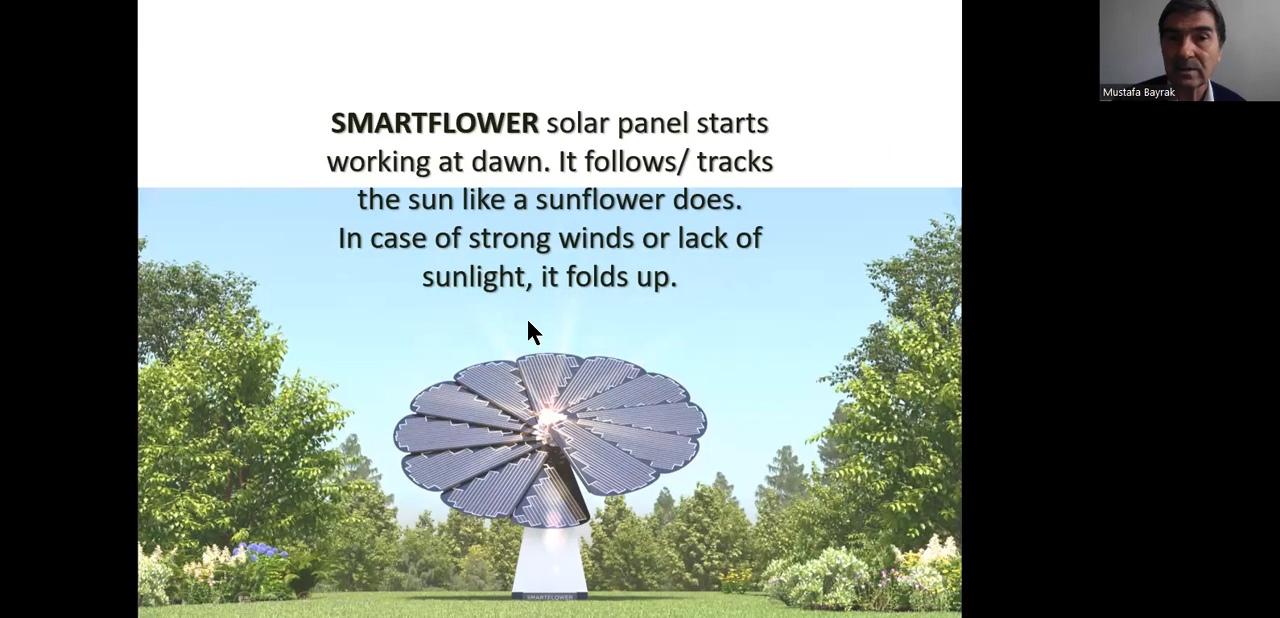 SMARTFLOWER solar panel starts
working at dawn. It follows/ tracks
the sun like a sunflower does.
In case of strong winds or lack of
sunlight, it folds up.
Mustafa Bayrak
SMARTFLOWER